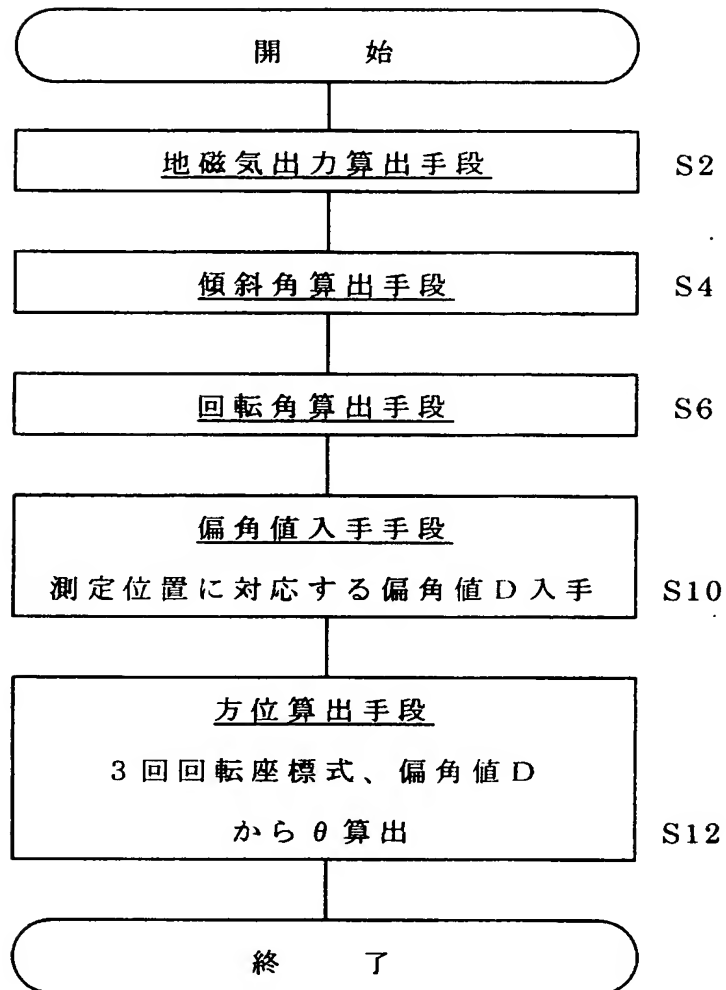 開 始
地磁気出力算出手段
S2
傾斜角算出手段
S4
回転角算出手段
S6
偏角値入手手段
測定位置に対応する偏角値D入手
S10
方位算出手段
3回回転座標式、偏角値D
からθ算出
S12
終 了